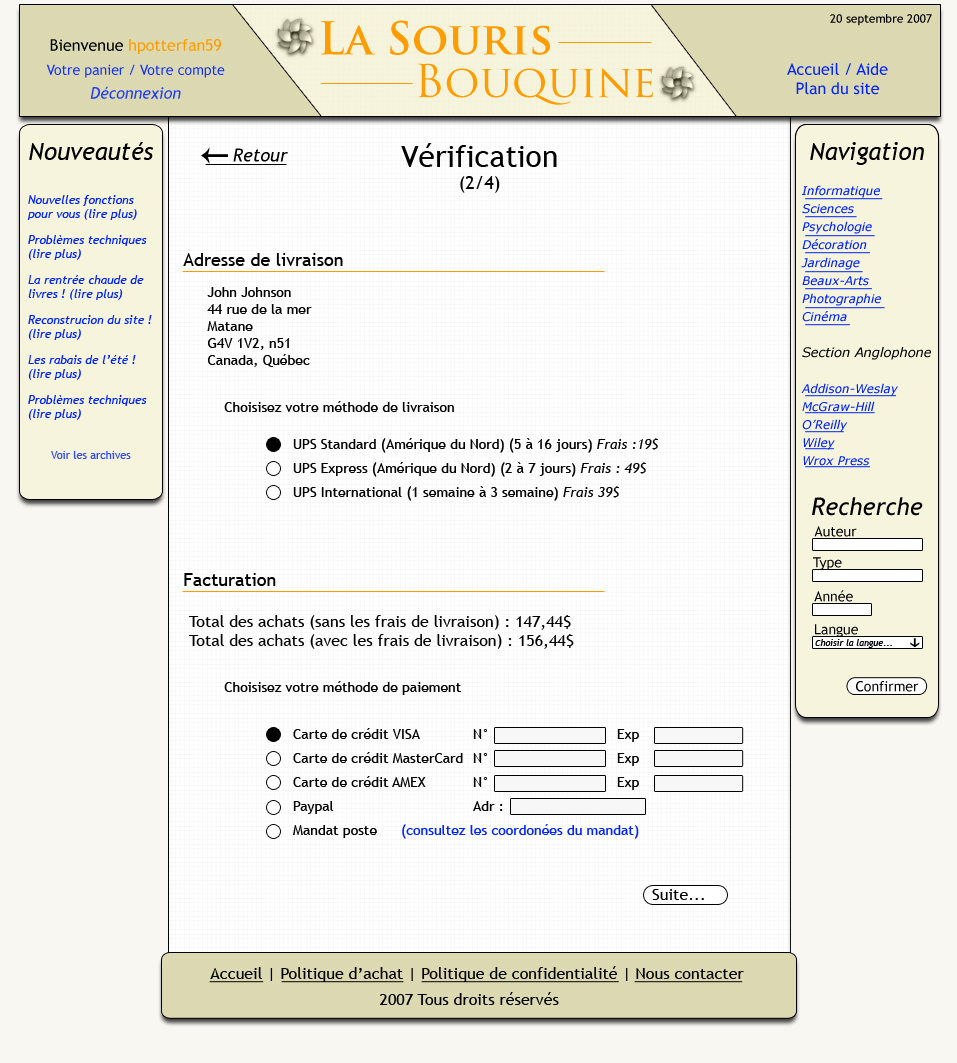 Bienvenue hpotterfan59
Votre panier / Votre compte
Déconnexion
LA SOURIS
BOUQUINE
20 septembre 2007
Accueil / Aide
Plan du site
Nouveautés
Nouvelles fonctions
pour vous (lire plus)
Problèmes techniques
(lire plus)
La rentrée chaude de
livres ! (lire plus)
Reconstrucion du site !
(lire plus)
Les rabais de l'été !
(lire plus)
Problèmes techniques
(lire plus)
Voir les archives
Retour
Vérification
(2/4)
Adresse de livraison
John Johnson
44 rue de la mer
Matane
G4V 1V2, n51
Canada, Québec
Choisisez votre méthode de livraison
UPS Standard (Amérique du Nord) (5 à 16 jours) Frais :19$
UPS Express (Amérique du Nord) (2 à 7 jours) Frais : 49$
UPS International (1 semaine à 3 semaine) Frais 39$
Facturation
Total des achats (sans les frais de livraison) : 147,44$
Total des achats (avec les frais de livraison) : 156,44$
Choisisez votre méthode de paiement
Carte de crédit VISA N° Exp
Carte de crédit MasterCard N° Exp
Carte de crédit AMEX N° Exp
Paypal Adr :
Mandat poste (consultez les coordonées du mandat)
Suite...
Navigation
Informatique
Sciences
Psychologie
Décoration
Jardinage
Beaux-Arts
Photographie
Cinéma
Section Anglophone
Addison-Weslay
McGraw-Hill
O'Reilly
Wiley
Wrox Press
Recherche
Auteur
Type
Année
Langue
Choisir la langue...
Confirmer
Accueil | Politique d'achat | Politique de confidentialité | Nous contacter
2007 Tous droits réservés